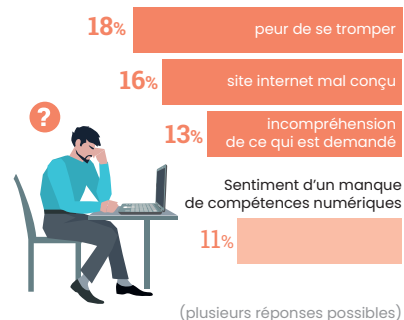 18% peur de se tromper
16% site internet mal conçu
13% incompréhension
de ce qui est demandé
?
Sentiment d'un manque
de compétences numériques
11%
(plusieurs réponses possibles)